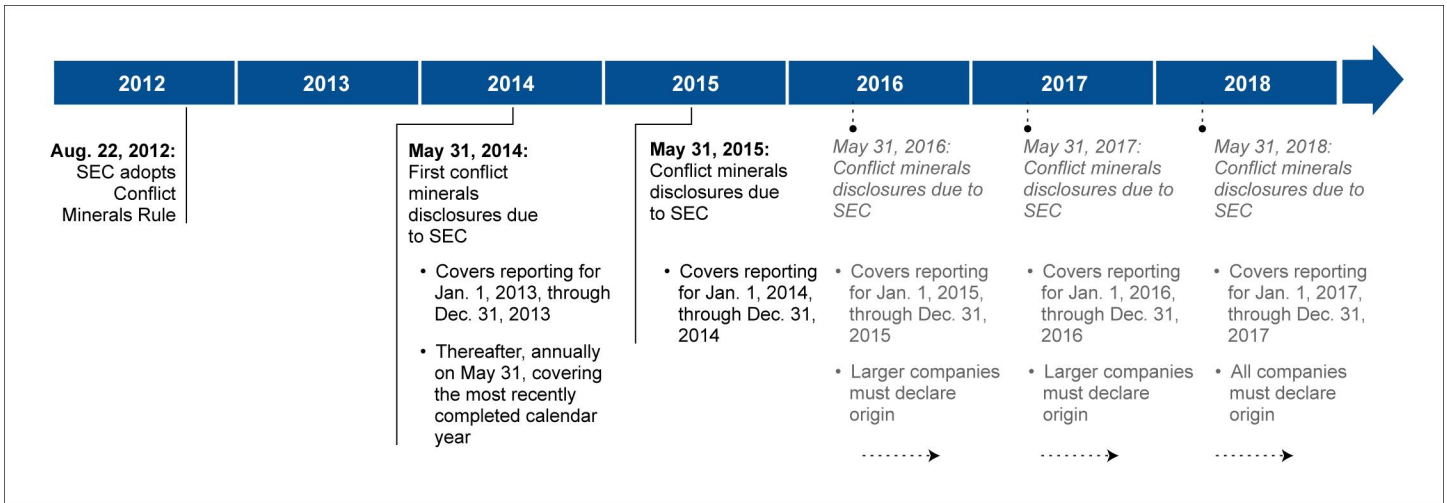 2012
2013
2014
2015
2016
2017
2018
Aug. 22, 2012:
SEC adopts
Conflict
Minerals Rule
May 31, 2014:
First conflict
minerals
disclosures due
to SEC
• Covers reporting for
Jan. 1, 2013, through
Dec. 31, 2013
• Thereafter, annually
on May 31, covering
the most recently
completed calendar
year
May 31, 2015:
Conflict minerals
disclosures due
to SEC
• Covers reporting
for Jan. 1, 2014,
through Dec. 31,
2014
May 31, 2016:
Conflict minerals
disclosures due to
SEC
• Covers reporting
for Jan. 1, 2015,
through Dec. 31,
2015
• Larger companies
must declare
origin
May 31, 2017:
Conflict minerals
disclosures due to
SEC
• Covers reporting
for Jan. 1, 2016,
through Dec. 31,
2016
• Larger companies
must declare
origin
May 31, 2018:
Conflict minerals
disclosures due to
SEC
• Covers reporting
for Jan. 1, 2017,
through Dec. 31,
2017
• All companies
must declare
origin